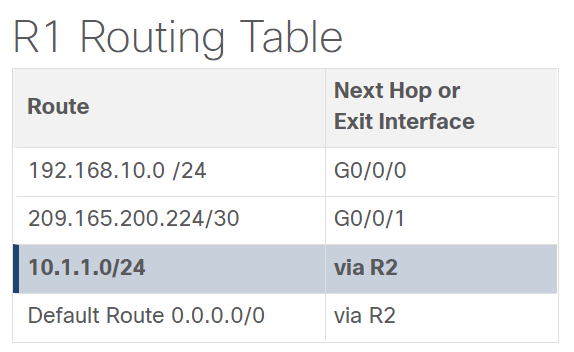 R1 Routing Table
Route
Next Hop or
Exit Interface
192.168.10.0 /24
G0/0/0
209.165.200.224/30
G0/0/1
10.1.1.0/24
via R2
Default Route 0.0.0.0/0
via R2